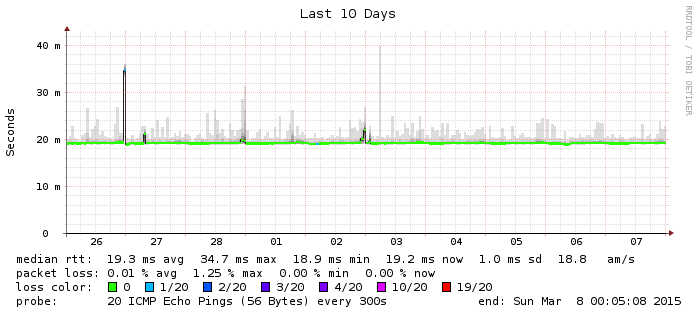 Last 10 Days
RRDTOOL / TOBI OETIKER
Seconds
40 m
30 m
20 m
10 m
0
26 27 28 01 02 03 04 05 06 07
median rtt: 19.3 ms avg 34.7 ms max 18.9 ms min 19.2 ms now 1.0 ms sd 18.8 am/s
packet loss: 0.01 % avg 1.25 % max 0.00 % min 0.00 % now
loss color: 0 1/20 2/20 3/20 4/20 10/20 19/20
probe: 20 ICMP Echo Pings (56 Bytes) every 300s end: Sun Mar 8 00:05:08 2015